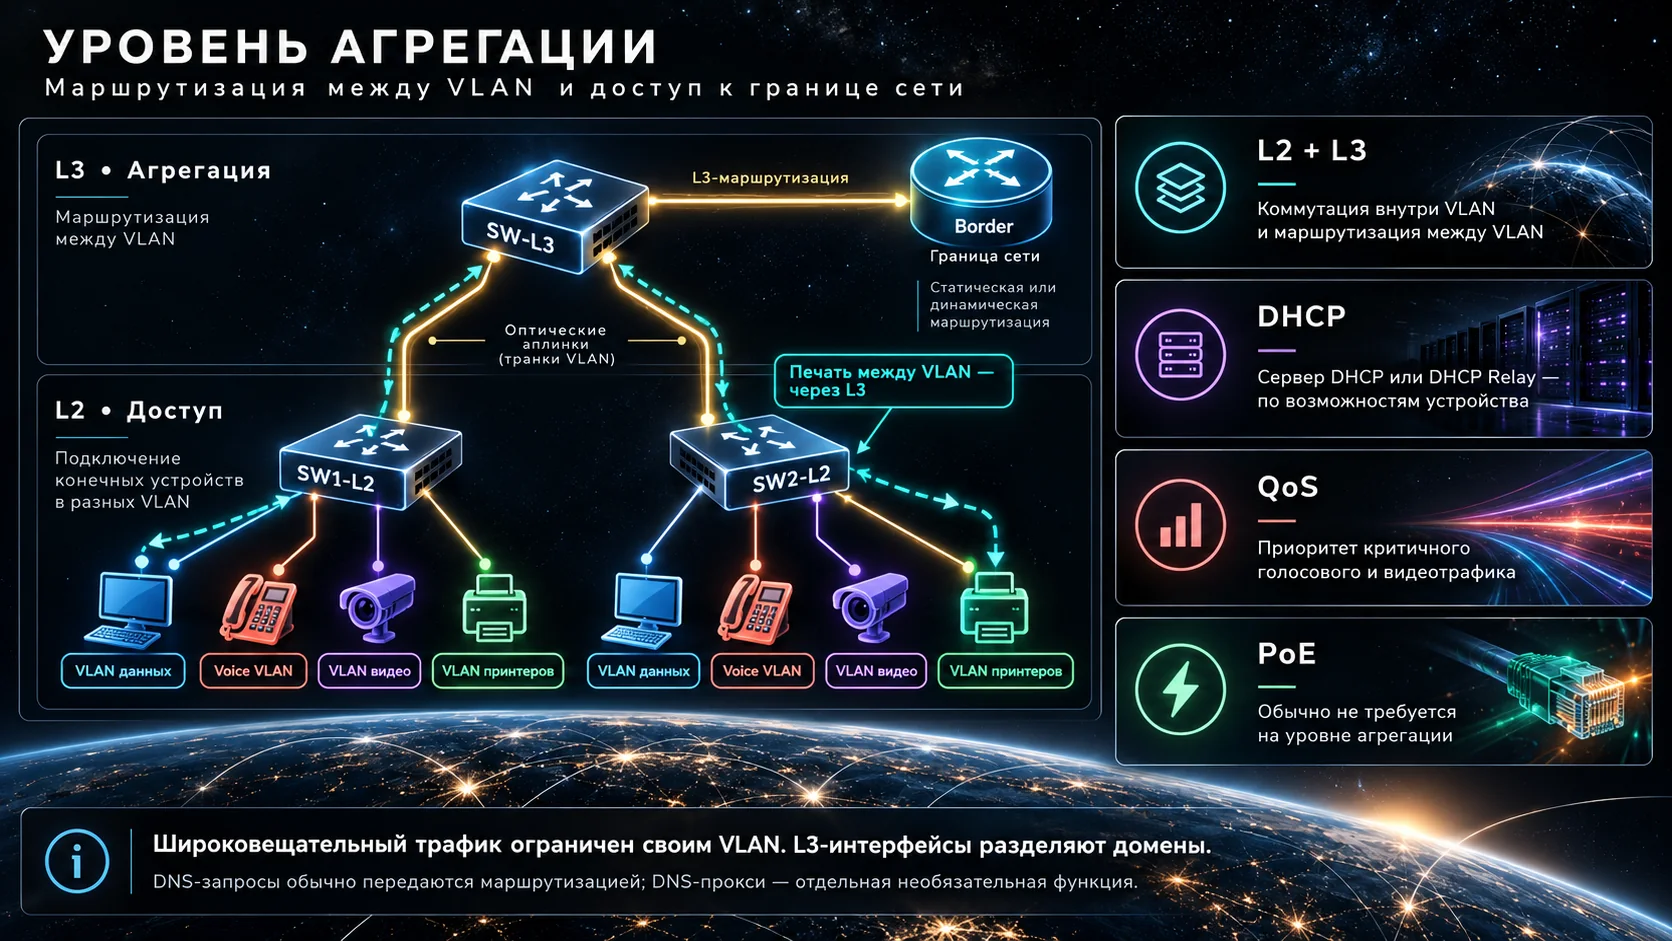 УРОВЕНЬ АГРЕГАЦИИ
Маршрутизация между VLAN и доступ к границе сети
L3 • Агрегация
Маршрутизация
между VLAN
SW-L3
L3-маршрутизация
Border
Граница сети
Статическая или
динамическая
маршрутизация
Оптические
аплинки
(транки VLAN)
Печать между VLAN —
через L3
L2 • Доступ
Подключение
конечных устройств
в разных VLAN
SW1-L2
SW2-L2
VLAN данных
Voice VLAN
VLAN видео
VLAN принтеров
VLAN данных
Voice VLAN
VLAN видео
VLAN принтеров
L2 + L3
Коммутация внутри VLAN
и маршрутизация между VLAN
DHCP
Сервер DHCP или DHCP Relay —
по возможностям устройства
QoS
Приоритет критичного
голосового и видеотрафика
PoE
Обычно не требуется
на уровне агрегации
Широковещательный трафик ограничен своим VLAN. L3-интерфейсы разделяют домены.
DNS-запросы обычно передаются маршрутизацией; DNS-прокси — отдельная необязательная функция.